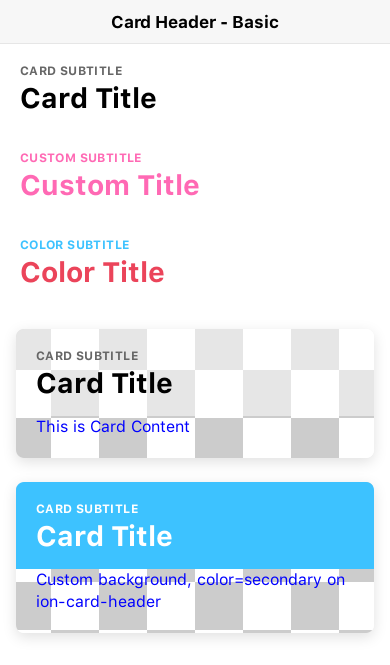 Card Header - Basic
CARD SUBTITLE
Card Title
CUSTOM SUBTITLE
Custom Title
COLOR SUBTITLE
Color Title
CARD SUBTITLE
Card Title
This is Card Content
CARD SUBTITLE
Card Title
Custom background, color=secondary on
ion-card-header